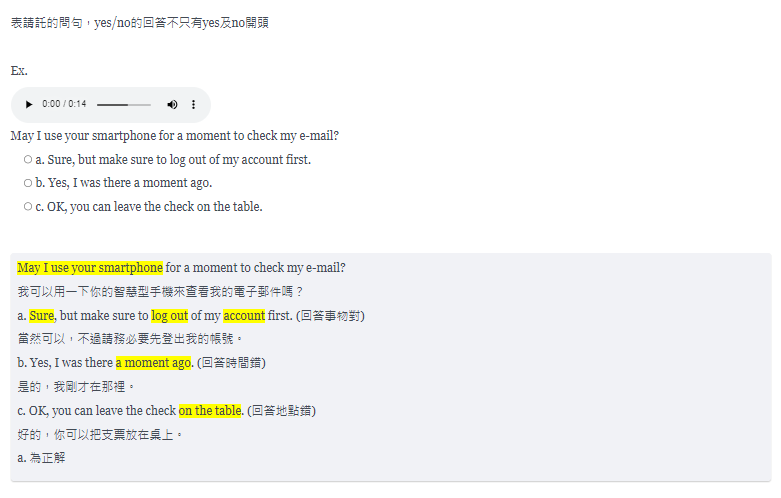 表請託的問句，yes/no的回答不只有yes及no開頭
Ex.
0:00 / 0:14
May I use your smartphone for a moment to check my e-mail?
a. Sure, but make sure to log out of my account first.
b. Yes, I was there a moment ago.
c. OK, you can leave the check on the table.
May I use your smartphone for a moment to check my e-mail?
我可以用一下你的智慧型手機來查看我的電子郵件嗎？
a. Sure, but make sure to log out of my account first. (回答事物對)
當然可以，不過請務必要先登出我的帳號。
b. Yes, I was there a moment ago. (回答時間錯)
是的，我剛才在那裡。
c. OK, you can leave the check on the table. (回答地點錯)
好的，你可以把支票放在桌上。
a. 為正解